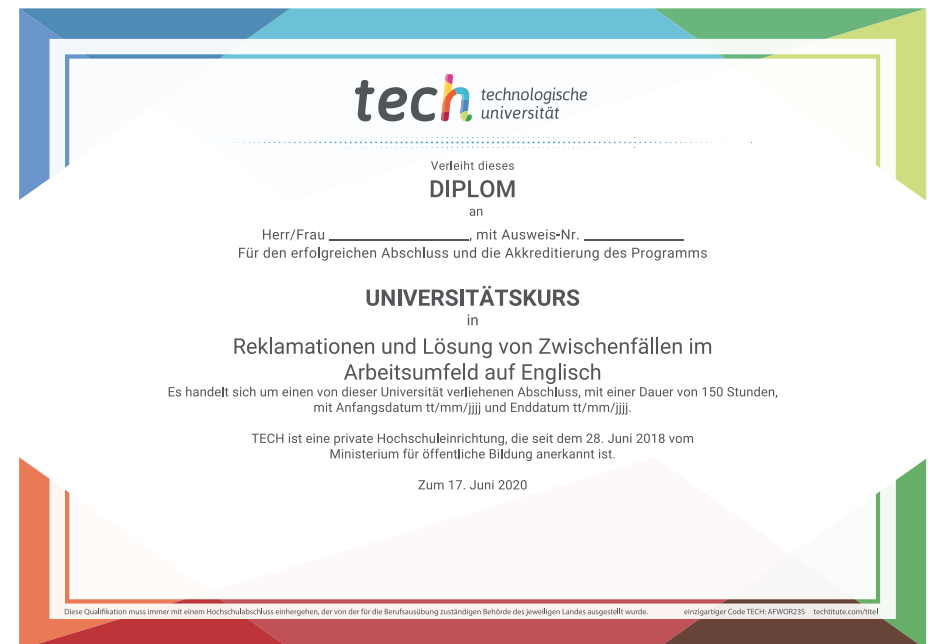 tech technologische
universität
Verleiht dieses
DIPLOM
an
Herr/Frau ____________________, mit Ausweis-Nr. __________________
Für den erfolgreichen Abschluss und die Akkreditierung des Programms
UNIVERSITÄTSKURS
in
Reklamationen und Lösung von Zwischenfällen im
Arbeitsumfeld auf Englisch
Es handelt sich um einen von dieser Universität verliehenen Abschluss, mit einer Dauer von 150 Stunden,
mit Anfangsdatum tt/mm/jjjj und Enddatum tt/mm/jjjj.
TECH ist eine private Hochschuleinrichtung, die seit dem 28. Juni 2018 vom
Ministerium für öffentliche Bildung anerkannt ist.
Zum 17. Juni 2020
Diese Qualifikation muss immer mit einem Hochschulabschluss einhergehen, der von der für die Berufsausübung zuständigen Behörde des jeweiligen Landes ausgestellt wurde. einzigartiger Code TECH: AFWOR235 techtitute.com/titel